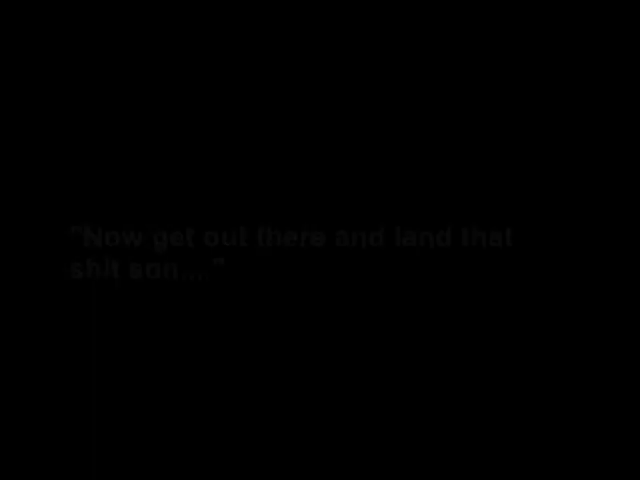 "Now get out there and land that
shit son...."